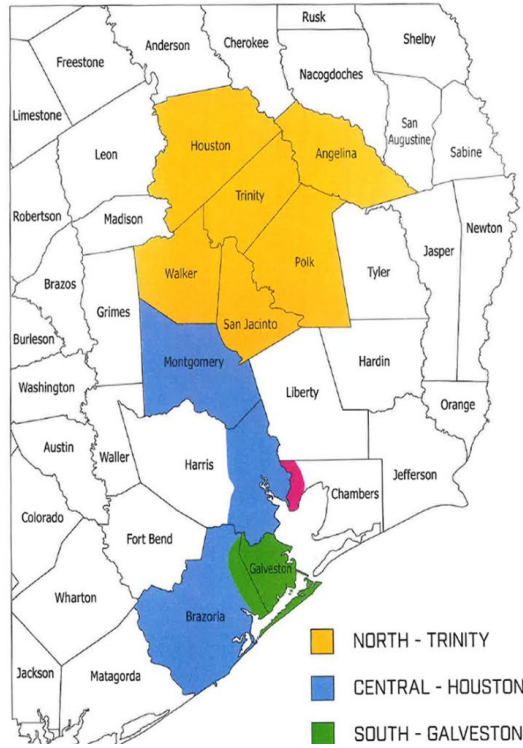 Rusk
Anderson
Cherokee
Shelby
Freestone
Nacogdoches
Limestone
San
Augustine
Houston
Angelina
Sabine
Leon
Trinity
Robertson
Madison
Newton
Jasper
Polk
Tyler
Walker
Brazos
Grimes
San Jacinto
Burleson
Montgomery
Hardin
Washington
Liberty
Orange
Austin
Waller
Harris
Jefferson
Chambers
Colorado
Fort Bend
Galveston
Wharton
Brazoria
NORTH - TRINITY
Jackson
Matagorda
CENTRAL - HOUSTON
SOUTH - GALVESTON